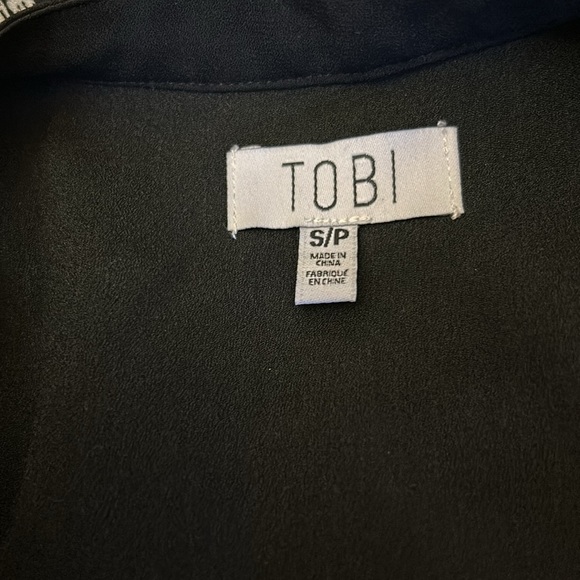 TOBI
S/P
MADE IN
CHINA
FABRIQUÉ
EN CHINE